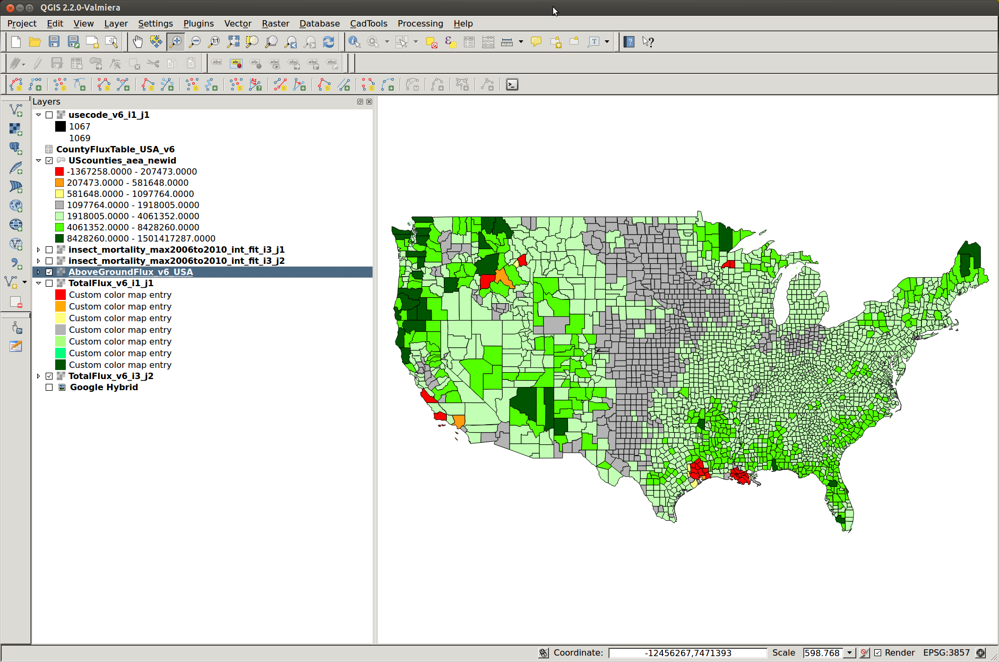 QGIS 2.2.0-Valmiera
Project Edit View Layer Settings Plugins Vector Raster Database CadTools Processing Help
Layers
usecode_v6_i1_j1
1067
1069
CountyFluxTable_USA_v6
UScounties_aea_newid
-1367258.0000 - 207473.0000
207473.0000 - 581648.0000
581648.0000 - 1097764.0000
1097764.0000 - 1918005.0000
1918005.0000 - 4061352.0000
4061352.0000 - 8428260.0000
8428260.0000 - 1501417287.0000
insect_mortality_max2006to2010_int_fit_i3_j1
insect_mortality_max2006to2010_int_fit_i3_j2
AboveGroundFlux_v6_USA
TotalFlux_v6_i1_j1
Custom color map entry
Custom color map entry
Custom color map entry
Custom color map entry
Custom color map entry
Custom color map entry
Custom color map entry
TotalFlux_v6_i3_j2
Google Hybrid
Coordinate: -12456267,7471393 Scale 598.768 Render EPSG:3857